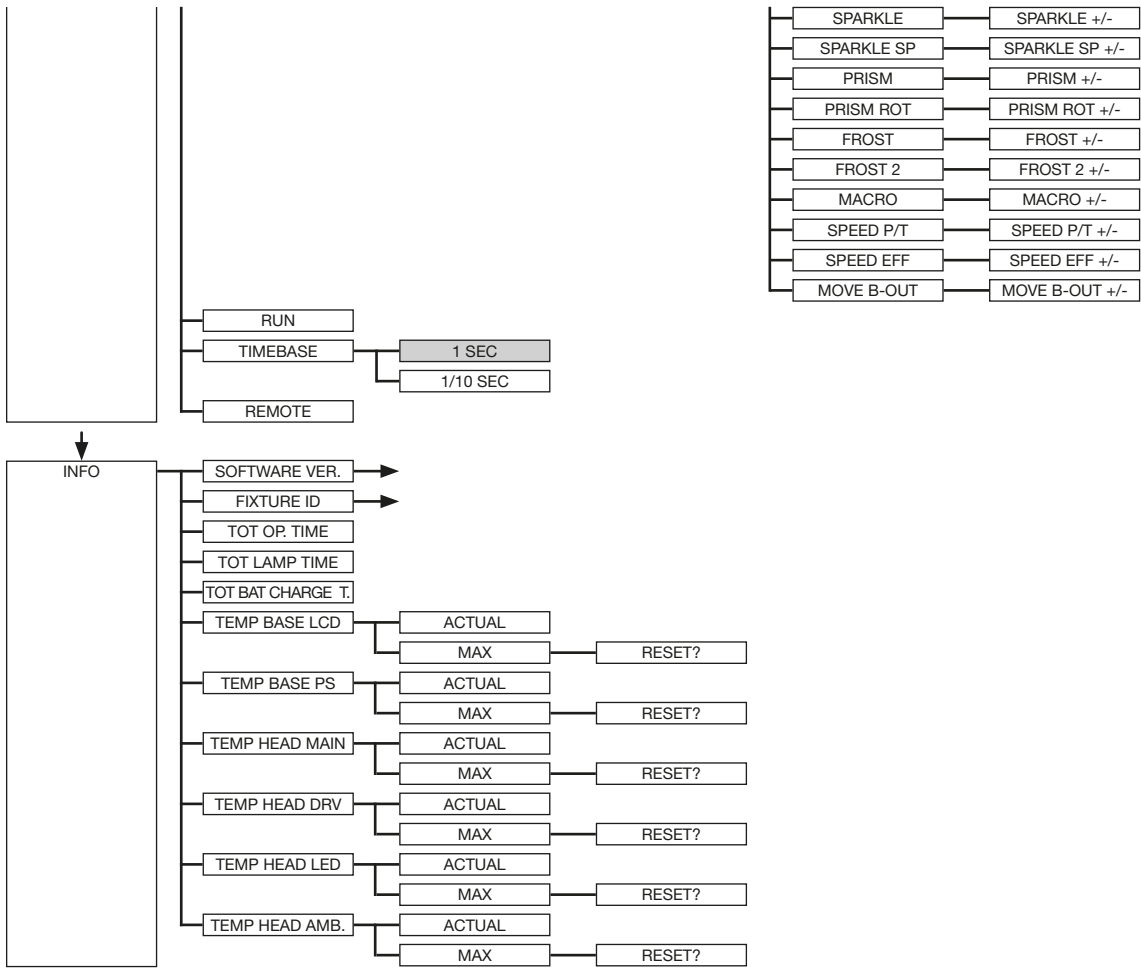 SPARKLE SPARKLE +/-
SPARKLE SP SPARKLE SP +/-
PRISM PRISM +/-
PRISM ROT PRISM ROT +/-
FROST FROST +/-
FROST 2 FROST 2 +/-
MACRO MACRO +/-
SPEED P/T SPEED P/T +/-
SPEED EFF SPEED EFF +/-
MOVE B-OUT MOVE B-OUT +/-
RUN
TIMEBASE 1 SEC
1/10 SEC
REMOTE
INFO SOFTWARE VER.
FIXTURE ID
TOT OP. TIME
TOT LAMP TIME
TOT BAT CHARGE T.
TEMP BASE LCD ACTUAL
MAX RESET?
TEMP BASE PS ACTUAL
MAX RESET?
TEMP HEAD MAIN ACTUAL
MAX RESET?
TEMP HEAD DRV ACTUAL
MAX RESET?
TEMP HEAD LED ACTUAL
MAX RESET?
TEMP HEAD AMB. ACTUAL
MAX RESET?